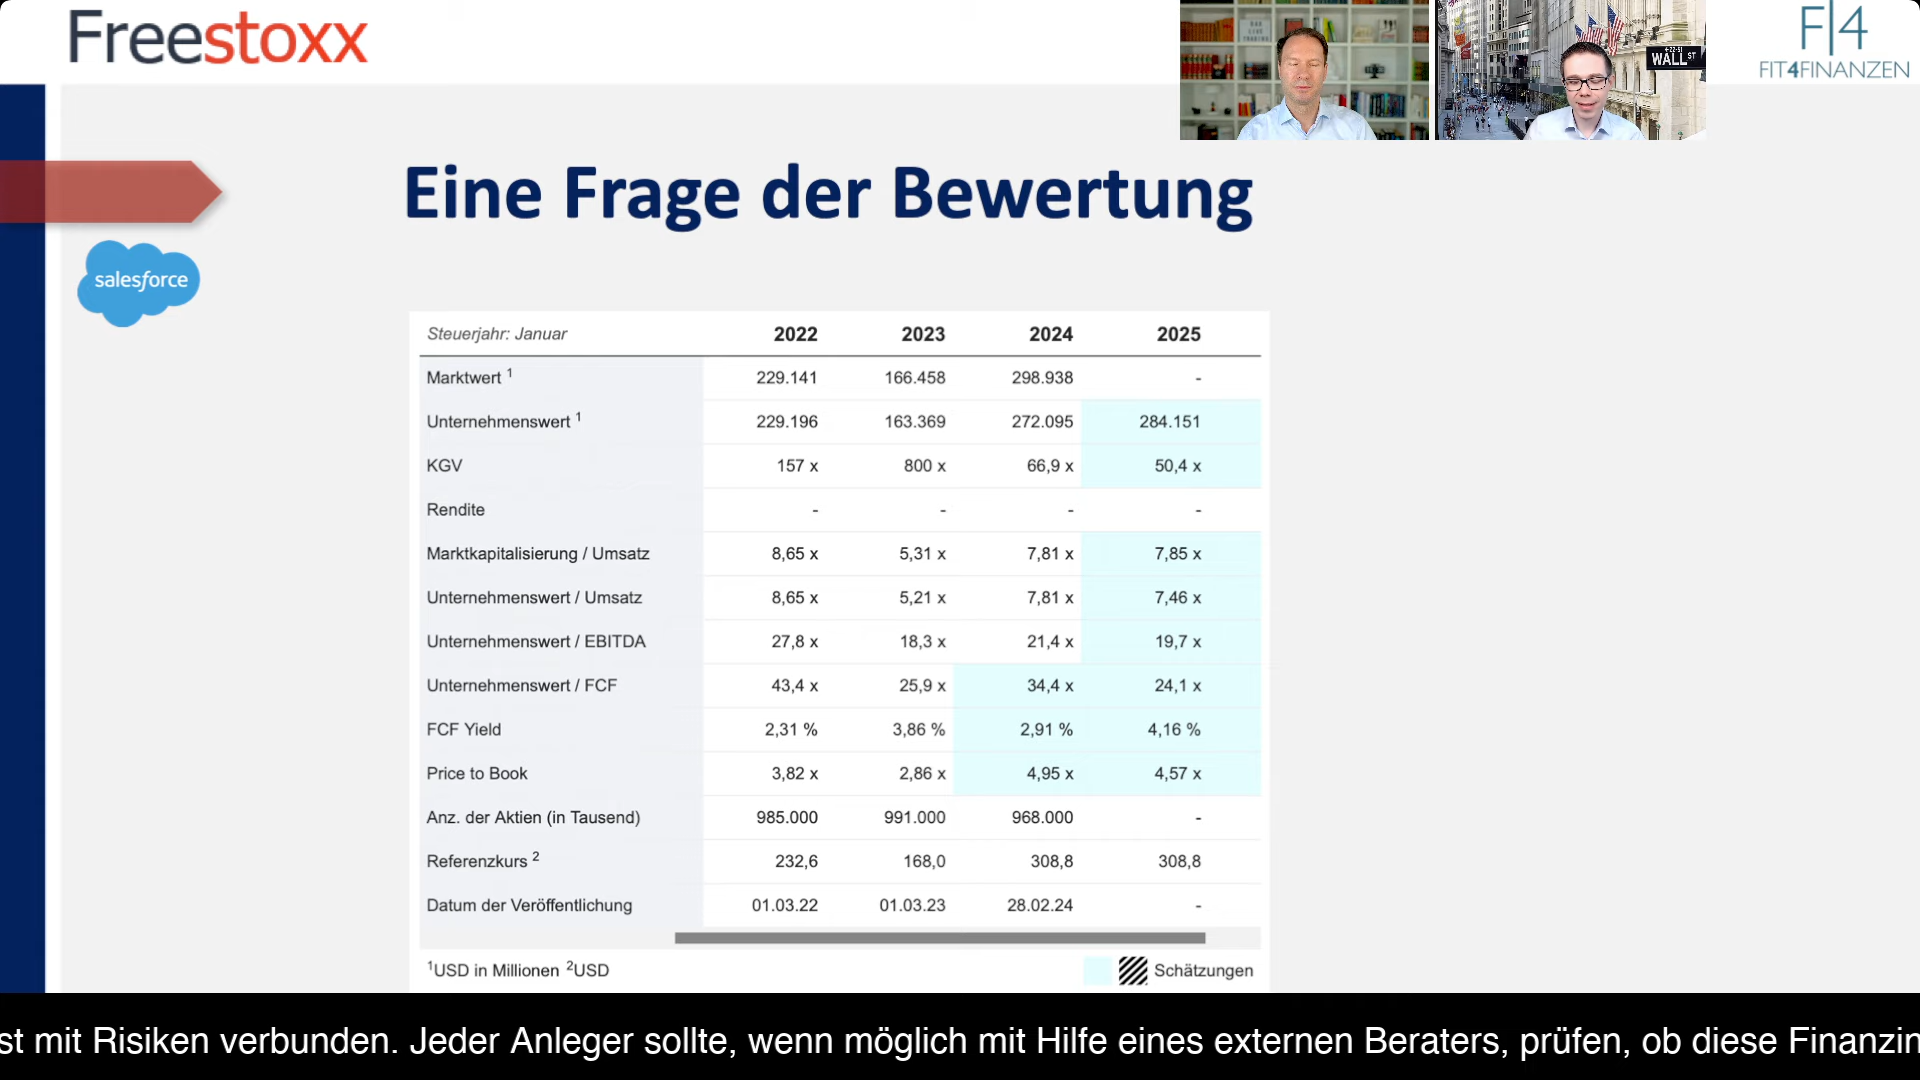 Freestoxx
WALL ST
F|4
FIT4FINANZEN
Eine Frage der Bewertung
salesforce
Steuerjahr: Januar 2022 2023 2024 2025
Marktwert 1 229.141 166.458 298.938 -
Unternehmenswert 1 229.196 163.369 272.095 284.151
KGV 157 x 800 x 66,9 x 50,4 x
Rendite - - - -
Marktkapitalisierung / Umsatz 8,65 x 5,31 x 7,81 x 7,85 x
Unternehmenswert / Umsatz 8,65 x 5,21 x 7,81 x 7,46 x
Unternehmenswert / EBITDA 27,8 x 18,3 x 21,4 x 19,7 x
Unternehmenswert / FCF 43,4 x 25,9 x 34,4 x 24,1 x
FCF Yield 2,31 % 3,86 % 2,91 % 4,16 %
Price to Book 3,82 x 2,86 x 4,95 x 4,57 x
Anz. der Aktien (in Tausend) 985.000 991.000 968.000 -
Referenzkurs 2 232,6 168,0 308,8 308,8
Datum der Veröffentlichung 01.03.22 01.03.23 28.02.24 -
1USD in Millionen 2USD Schätzungen
st mit Risiken verbunden. Jeder Anleger sollte, wenn möglich mit Hilfe eines externen Beraters, prüfen, ob diese Finanzin